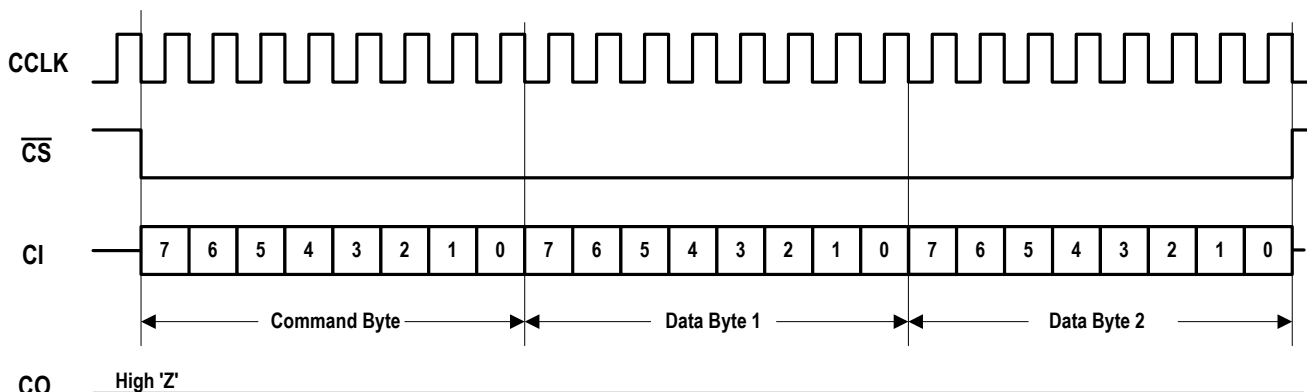 CCLK
CS
CI 7 6 5 4 3 2 1 0 7 6 5 4 3 2 1 0 7 6 5 4 3 2 1 0
Command Byte Data Byte 1 Data Byte 2
CO High 'Z'